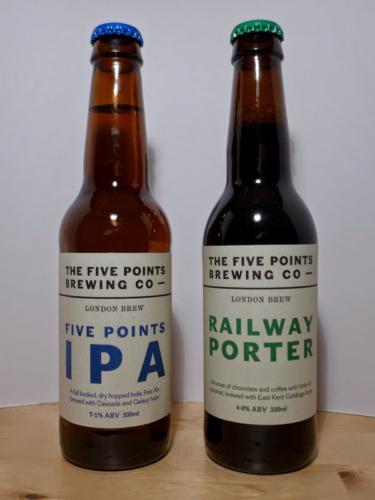 THE FIVE POINTS
BREWING CO —
LONDON BREW
FIVE POINTS
IPA
A full bodied, dry hopped India Pale Ale
brewed with Cascade and Galaxy hops
7·1% ABV 330ml
THE FIVE POINTS
BREWING CO —
LONDON BREW
RAILWAY
PORTER
Aromas of chocolate and coffee with hints of
caramel, brewed with East Kent Goldings hops
4·8% ABV 330ml